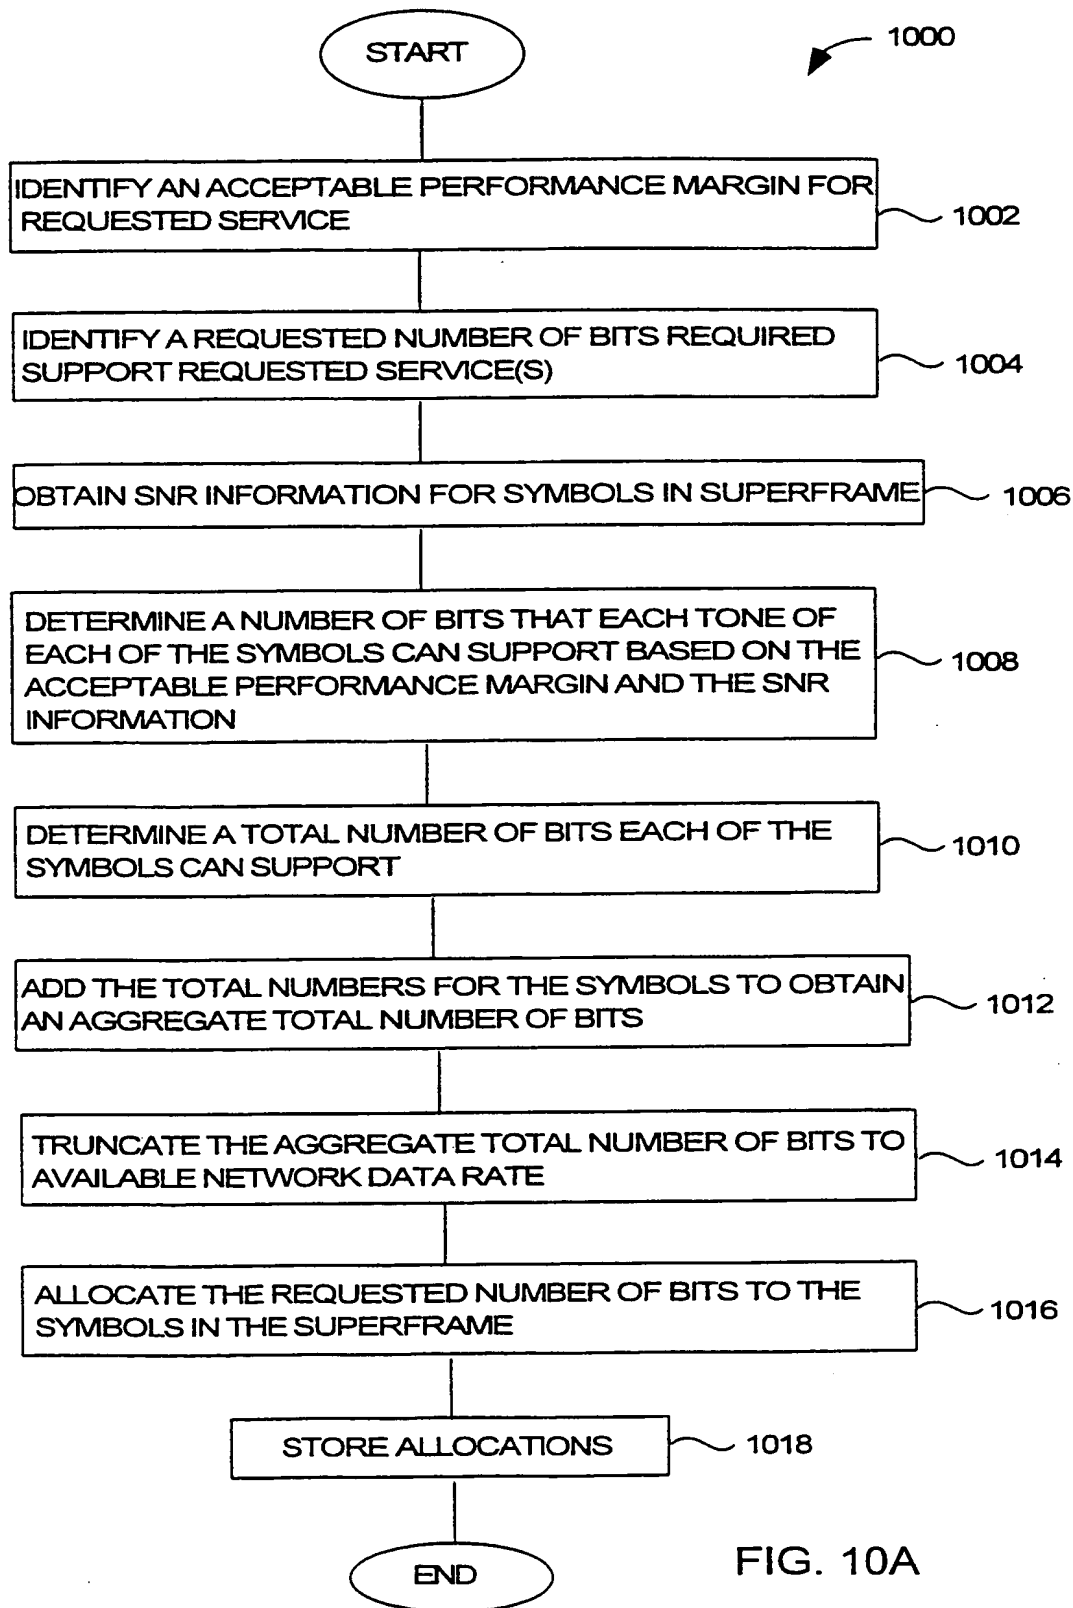 START
1000
IDENTIFY AN ACCEPTABLE PERFORMANCE MARGIN FOR
REQUESTED SERVICE
1002
IDENTIFY A REQUESTED NUMBER OF BITS REQUIRED
SUPPORT REQUESTED SERVICE(S)
1004
OBTAIN SNR INFORMATION FOR SYMBOLS IN SUPERFRAME
1006
DETERMINE A NUMBER OF BITS THAT EACH TONE OF
EACH OF THE SYMBOLS CAN SUPPORT BASED ON THE
ACCEPTABLE PERFORMANCE MARGIN AND THE SNR
INFORMATION
1008
DETERMINE A TOTAL NUMBER OF BITS EACH OF THE
SYMBOLS CAN SUPPORT
1010
ADD THE TOTAL NUMBERS FOR THE SYMBOLS TO OBTAIN
AN AGGREGATE TOTAL NUMBER OF BITS
1012
TRUNCATE THE AGGREGATE TOTAL NUMBER OF BITS TO
AVAILABLE NETWORK DATA RATE
1014
ALLOCATE THE REQUESTED NUMBER OF BITS TO THE
SYMBOLS IN THE SUPERFRAME
1016
STORE ALLOCATIONS
1018
END
FIG. 10A